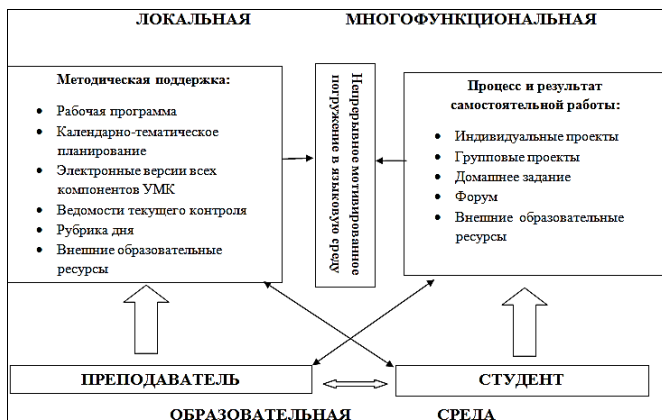 ЛОКАЛЬНАЯ МНОГОФУНКЦИОНАЛЬНАЯ
Методическая поддержка:
• Рабочая программа
• Календарно-тематическое
планирование
• Электронные версии всех
компонентов УМК
• Ведомости текущего контроля
• Рубрика дня
• Внешние образовательные
ресурсы
Непрерывное мотивированное
погружение в языковую среду
Процесс и результат
самостоятельной работы:
• Индивидуальные проекты
• Групповые проекты
• Домашнее задание
• Форум
• Внешние образовательные
ресурсы
ПРЕПОДАВАТЕЛЬ
СТУДЕНТ
ОБРАЗОВАТЕЛЬНАЯ СРЕДА